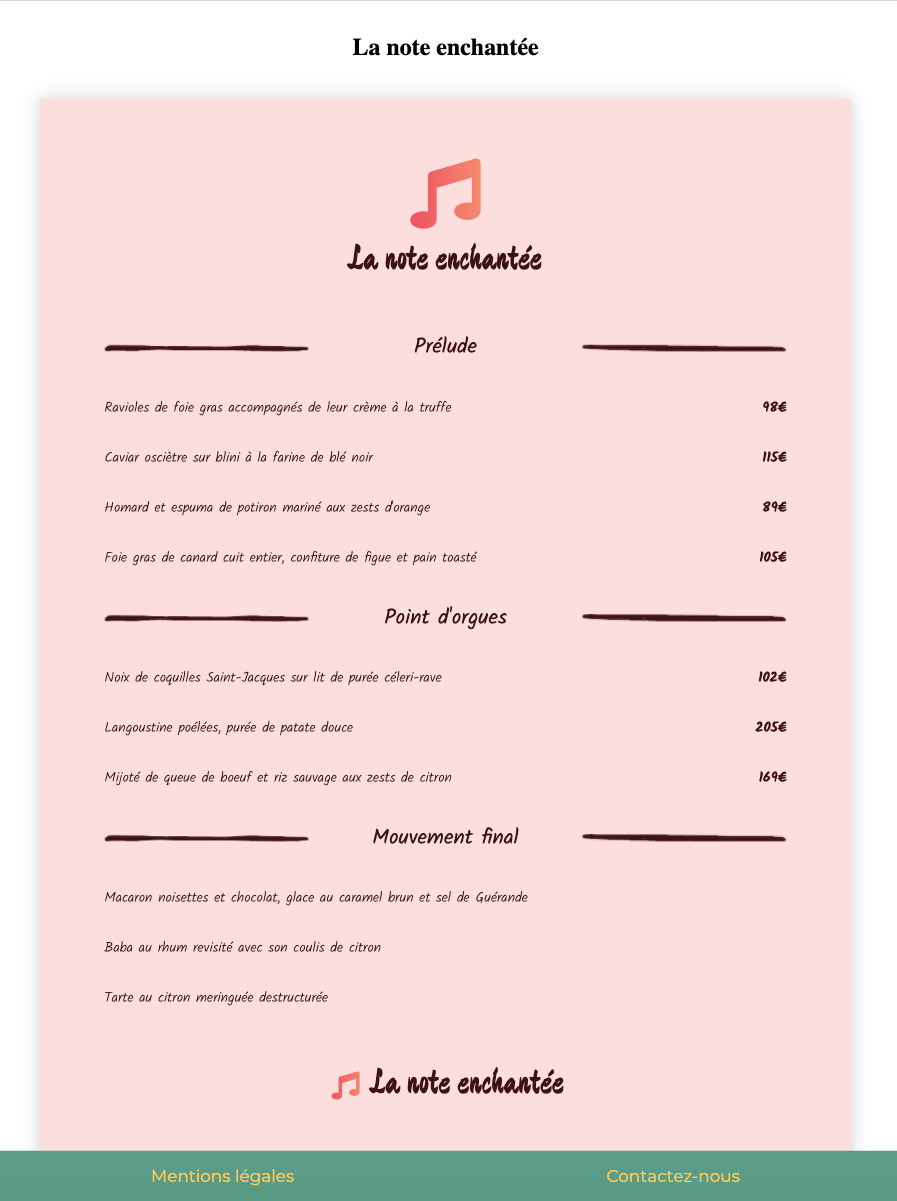 La note enchantée
La note enchantée
Prélude
Ravioles de foie gras accompagnés de leur crème à la truffe 98€
Caviar osciètre sur blini à la farine de blé noir 115€
Homard et espuma de potiron mariné aux zests d'orange 89€
Foie gras de canard cuit entier, confiture de figue et pain toasté 105€
Point d'orgues
Noix de coquilles Saint-Jacques sur lit de purée céleri-rave 102€
Langoustine poélées, purée de patate douce 205€
Mijoté de queue de boeuf et riz sauvage aux zests de citron 169€
Mouvement final
Macaron noisettes et chocolat, glace au caramel brun et sel de Guérande
Baba au rhum revisité avec son coulis de citron
Tarte au citron meringuée destructurée
La note enchantée
Mentions légales Contactez-nous